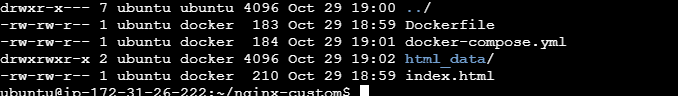 drwxr-x--- 7 ubuntu ubuntu 4096 Oct 29 19:00 ../
-rw-rw-r-- 1 ubuntu docker  183 Oct 29 18:59 Dockerfile
-rw-rw-r-- 1 ubuntu docker  184 Oct 29 19:01 docker-compose.yml
drwxrwxr-x 2 ubuntu docker 4096 Oct 29 19:02 html_data/
-rw-rw-r-- 1 ubuntu docker  210 Oct 29 18:59 index.html
ubuntu@ip-172-31-26-222:~/nginx-custom$